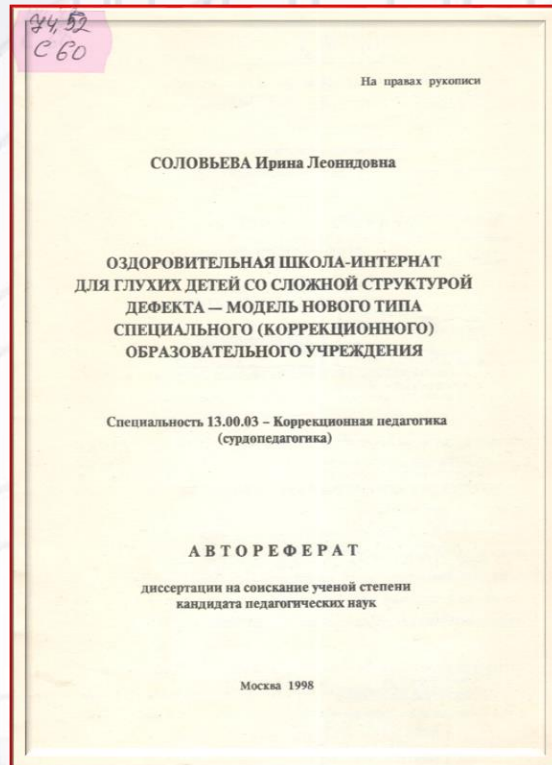 74.52
С 60
На правах рукописи
СОЛОВЬЕВА Ирина Леонидовна
ОЗДОРОВИТЕЛЬНАЯ ШКОЛА-ИНТЕРНАТ
ДЛЯ ГЛУХИХ ДЕТЕЙ СО СЛОЖНОЙ СТРУКТУРОЙ
ДЕФЕКТА — МОДЕЛЬ НОВОГО ТИПА
СПЕЦИАЛЬНОГО (КОРРЕКЦИОННОГО)
ОБРАЗОВАТЕЛЬНОГО УЧРЕЖДЕНИЯ
Специальность 13.00.03 – Коррекционная педагогика
(сурдопедагогика)
АВТОРЕФЕРАТ
диссертации на соискание ученой степени
кандидата педагогических наук
Москва 1998